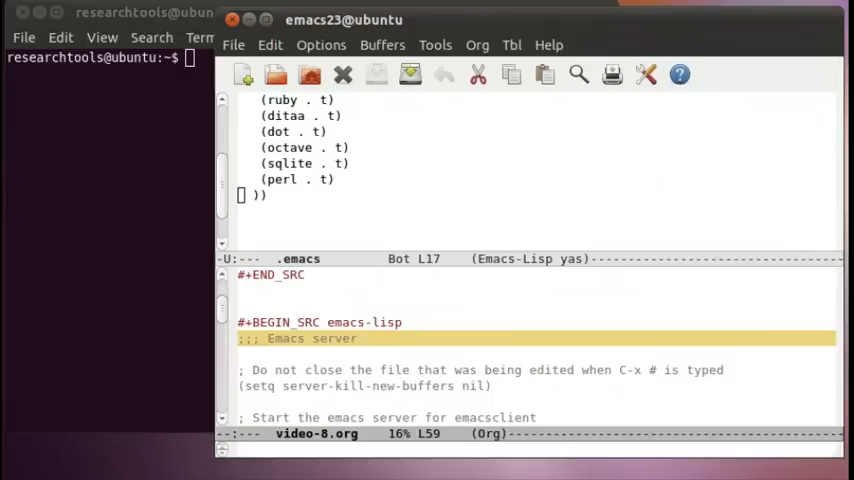 researchtools@ubun
File Edit View Search Term
researchtools@ubuntu:~$
emacs23@ubuntu
File Edit Options Buffers Tools Org Tbl Help
(ruby . t)
(ditaa . t)
(dot . t)
(octave . t)
(sqlite . t)
(perl . t)
))
-U:--- .emacs Bot L17 (Emacs-Lisp yas)----------------------------------
#+END_SRC
#+BEGIN_SRC emacs-lisp
;;; Emacs server
; Do not close the file that was being edited when C-x # is typed
(setq server-kill-new-buffers nil)
; Start the emacs server for emacsclient
--:--- video-8.org 16% L59 (Org)---------------------------------------------